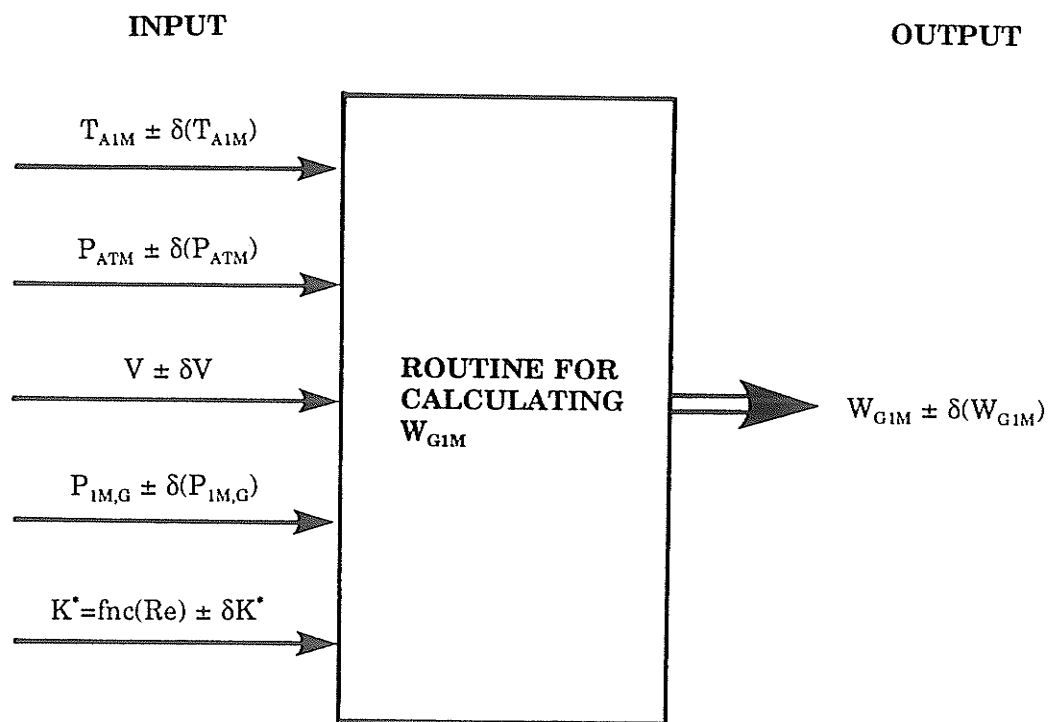 INPUT
OUTPUT
T_A1M ± δ(T_A1M)
P_ATM ± δ(P_ATM)
V ± δV
P_1M,G ± δ(P_1M,G)
K*=fnc(Re) ± δK*
ROUTINE FOR
CALCULATING
W_G1M
W_G1M ± δ(W_G1M)